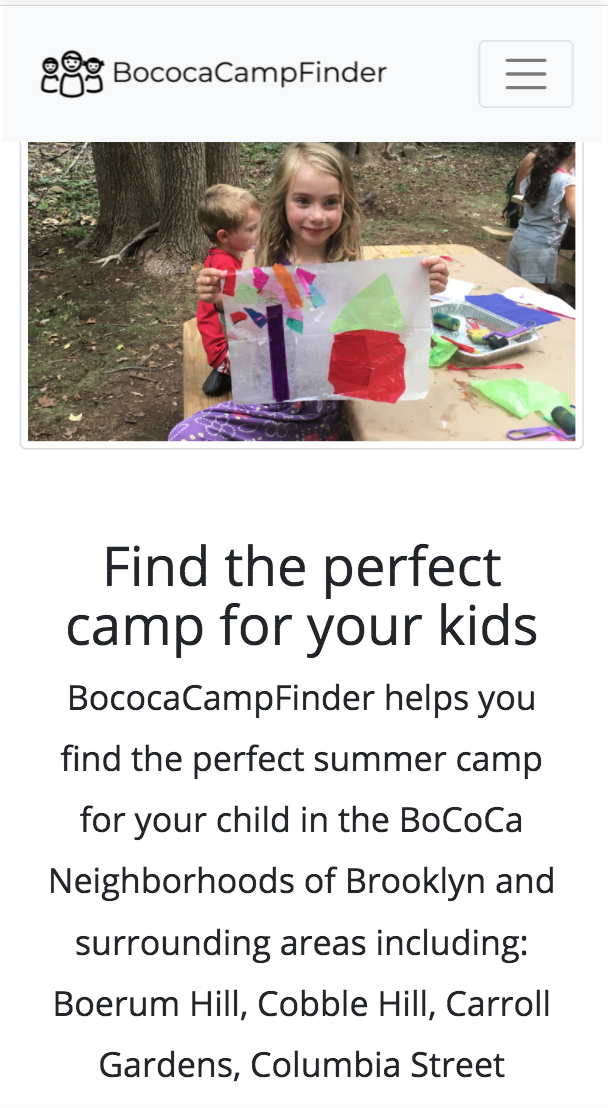 BococaCampFinder
Find the perfect
camp for your kids
BococaCampFinder helps you
find the perfect summer camp
for your child in the BoCoCa
Neighborhoods of Brooklyn and
surrounding areas including:
Boerum Hill, Cobble Hill, Carroll
Gardens, Columbia Street